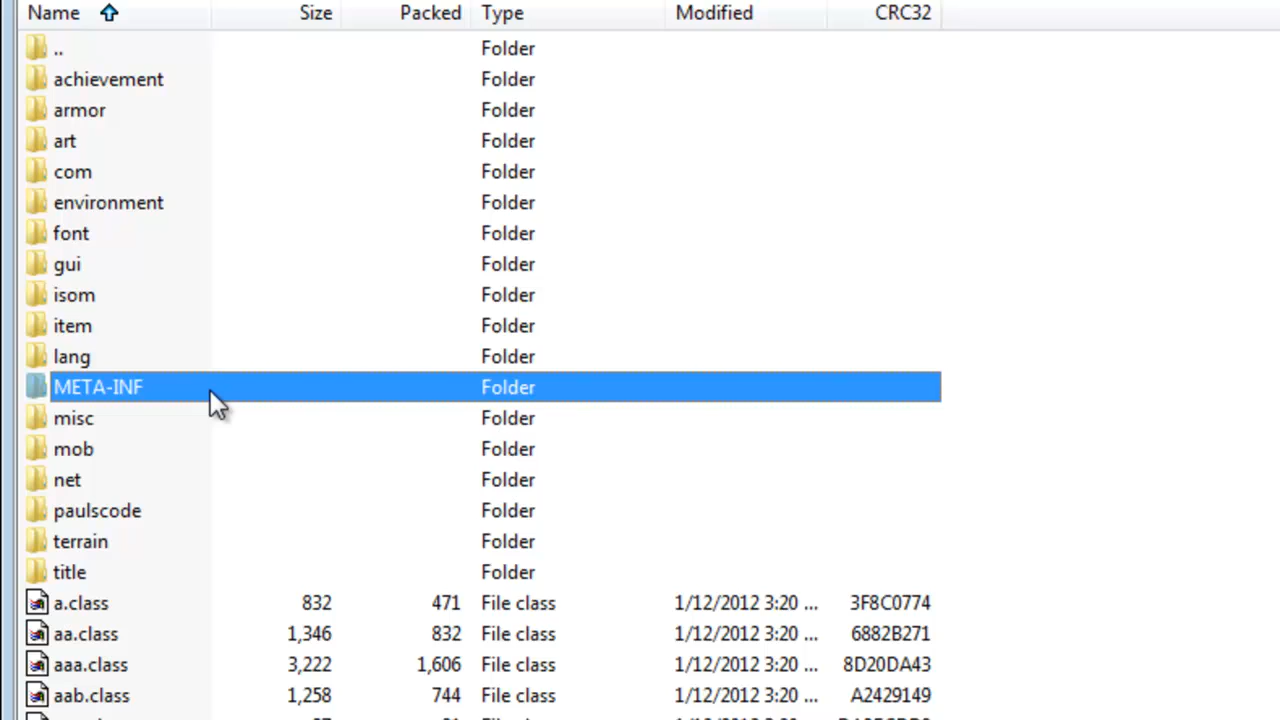 Name Size Packed Type Modified CRC32
.. Folder
achievement Folder
armor Folder
art Folder
com Folder
environment Folder
font Folder
gui Folder
isom Folder
item Folder
lang Folder
META-INF Folder
misc Folder
mob Folder
net Folder
paulscode Folder
terrain Folder
title Folder
a.class 832 471 File class 1/12/2012 3:20 ... 3F8C0774
aa.class 1,346 832 File class 1/12/2012 3:20 ... 6882B271
aaa.class 3,222 1,606 File class 1/12/2012 3:20 ... 8D20DA43
aab.class 1,258 744 File class 1/12/2012 3:20 ... A2429149